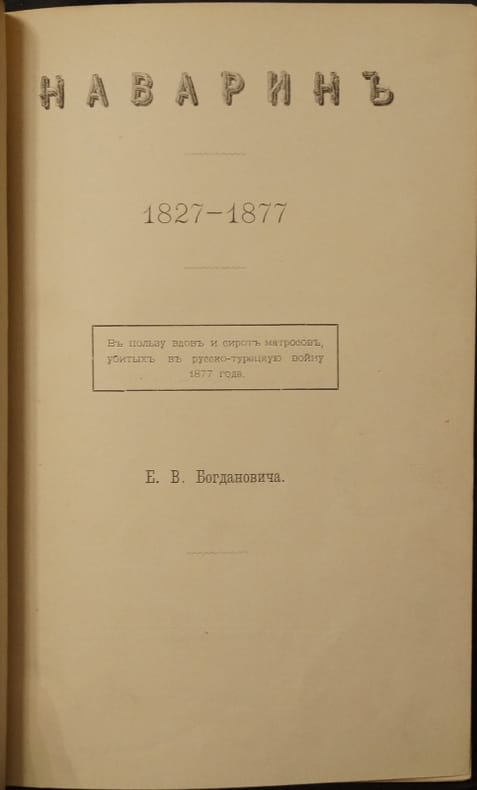 НАВАРИНЪ
1827–1877
Въ пользу вдовъ и сиротъ матросовъ,
убитыхъ въ русско-турецкую войну
1877 года.
Е. В. Богдановича.